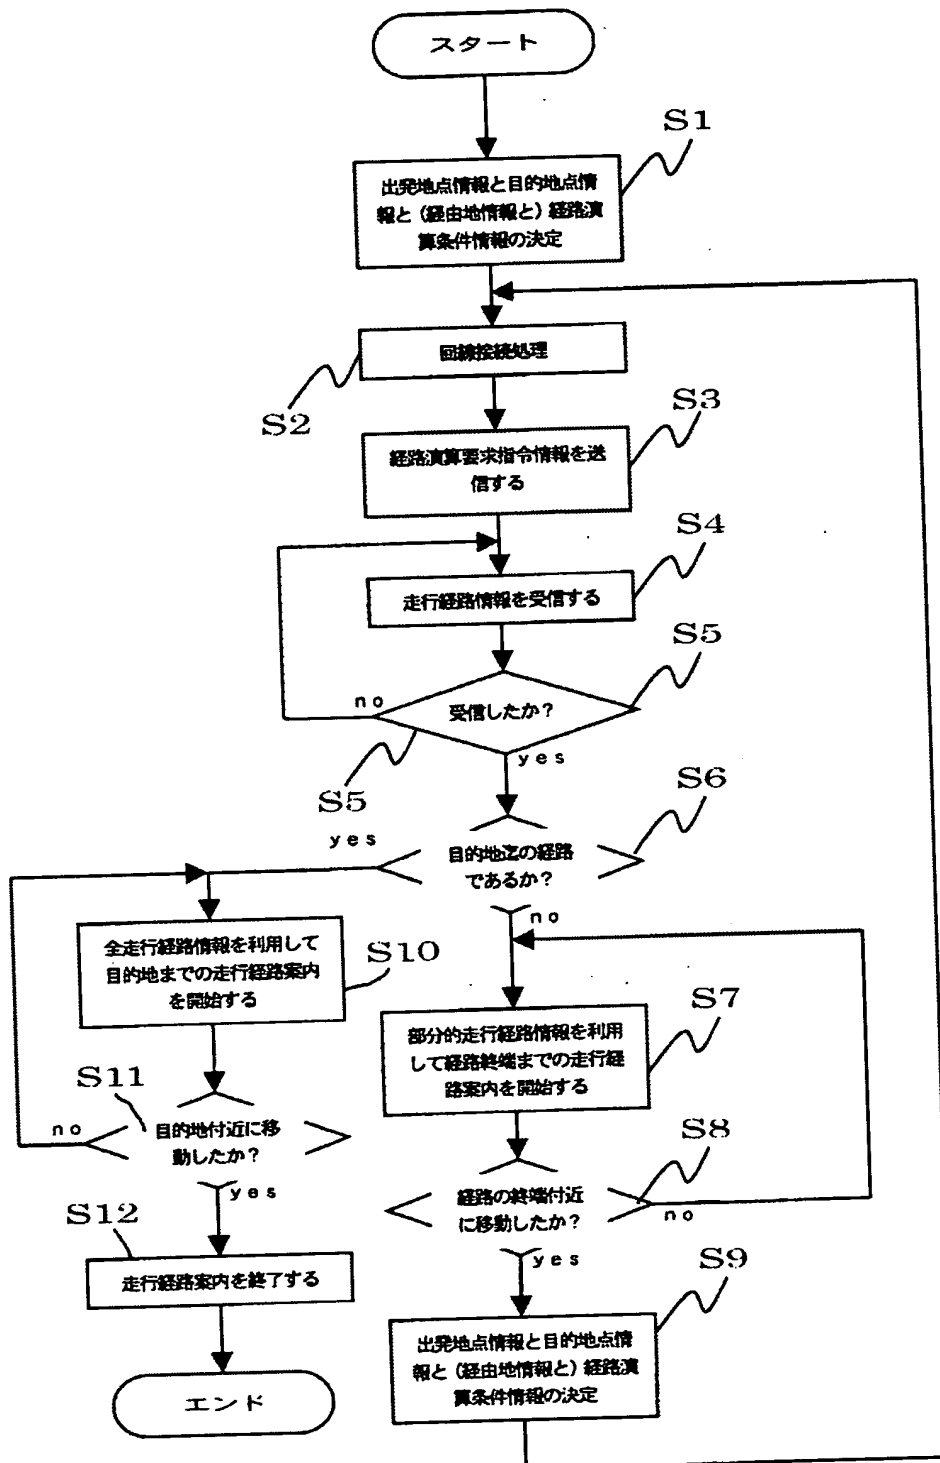 スタート
S1
出発地点情報と目的地点情
報と（経由地情報と）経路演
算条件情報の決定
回線接続処理
S2
S3
経路演算要求指令情報を送
信する
S4
走行経路情報を受信する
S5
no
受信したか？
yes
S5
S6
yes
目的地迄の経路
であるか？
no
全走行経路情報を利用して
目的地までの走行経路案内
を開始する
S10
S7
部分的走行経路情報を利用
して経路終端までの走行経
路案内を開始する
S11
no
目的地付近に移
動したか？
yes
S8
経路の終端付近
に移動したか？
no
yes
S12
走行経路案内を終了する
S9
出発地点情報と目的地点情
報と（経由地情報と）経路演
算条件情報の決定
エンド